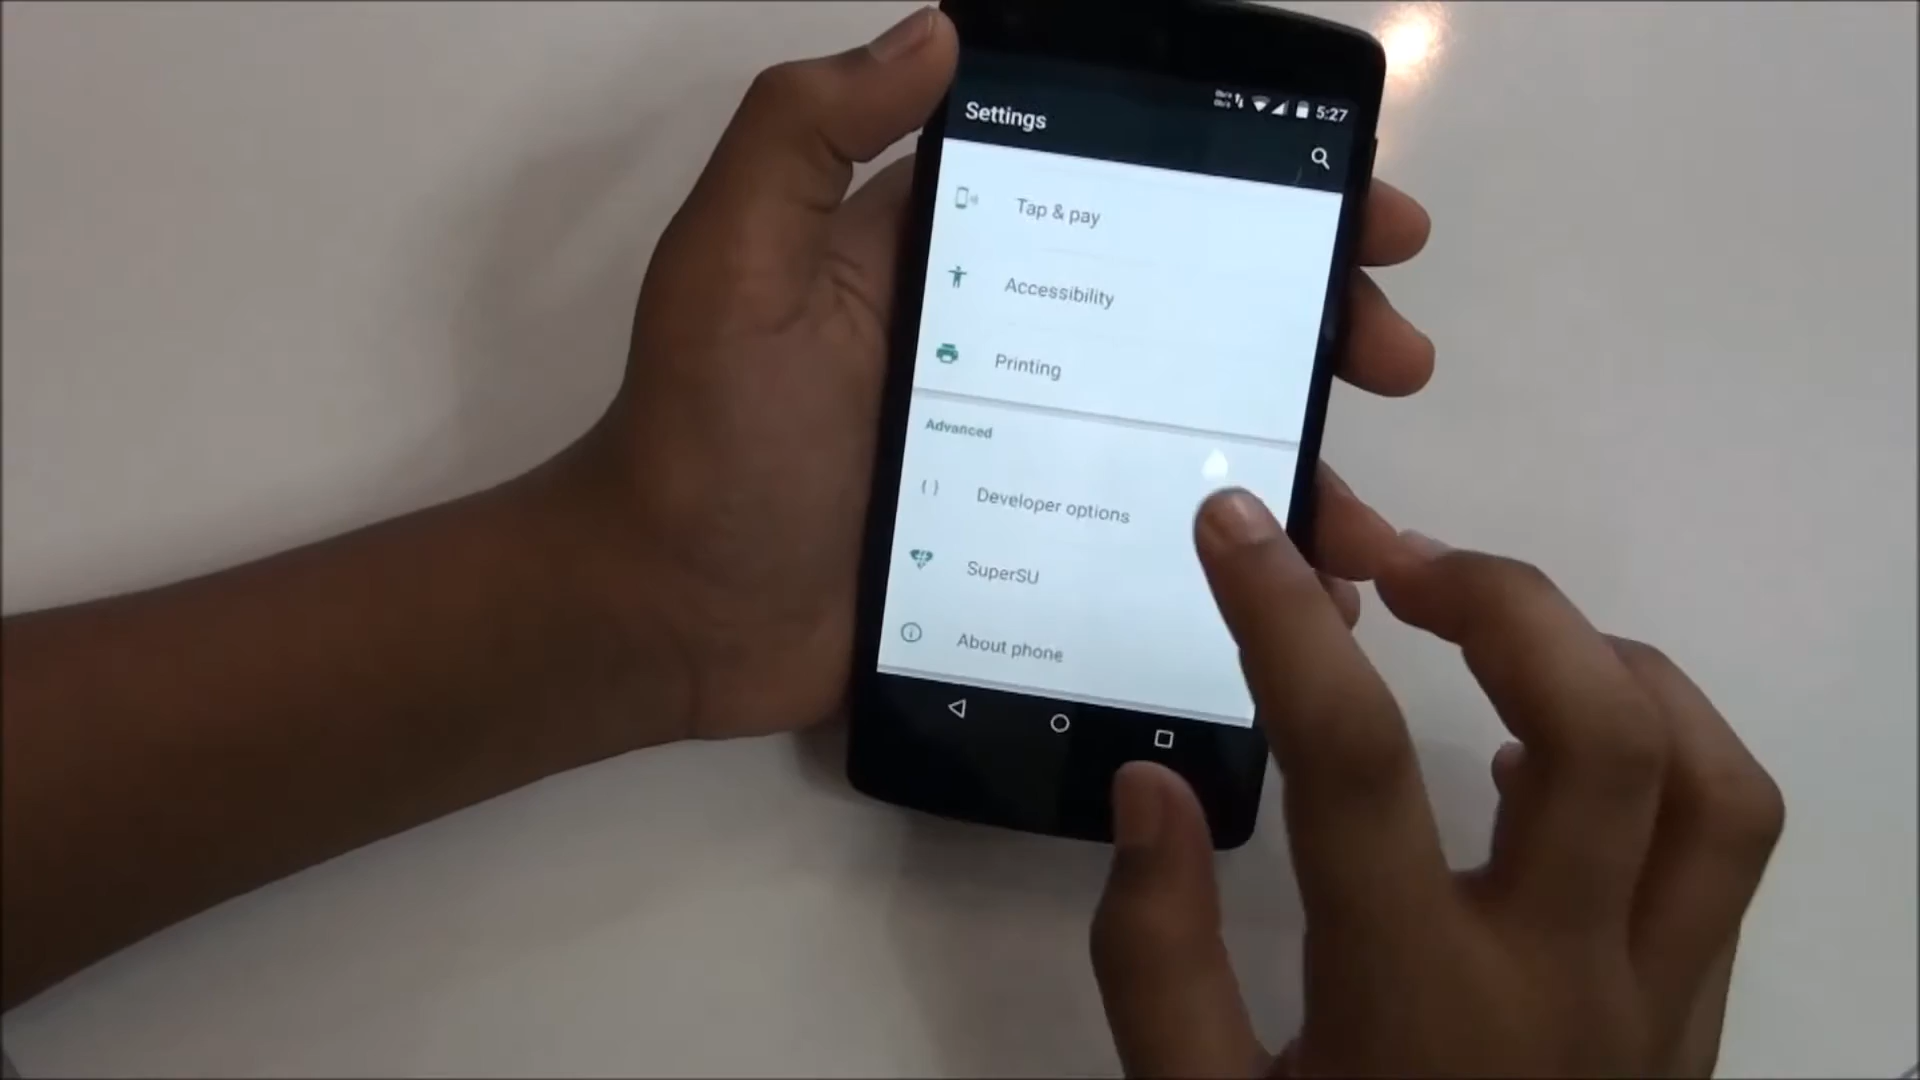 5:27
Settings
Tap & pay
Accessibility
Printing
Advanced
Developer options
SuperSU
About phone